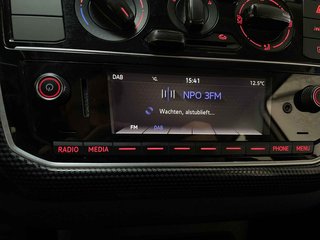 DAB 15:41 12.5°C
NPO 3FM
Wachten, alstublieft...
FM DAB
RADIO MEDIA PHONE MENU